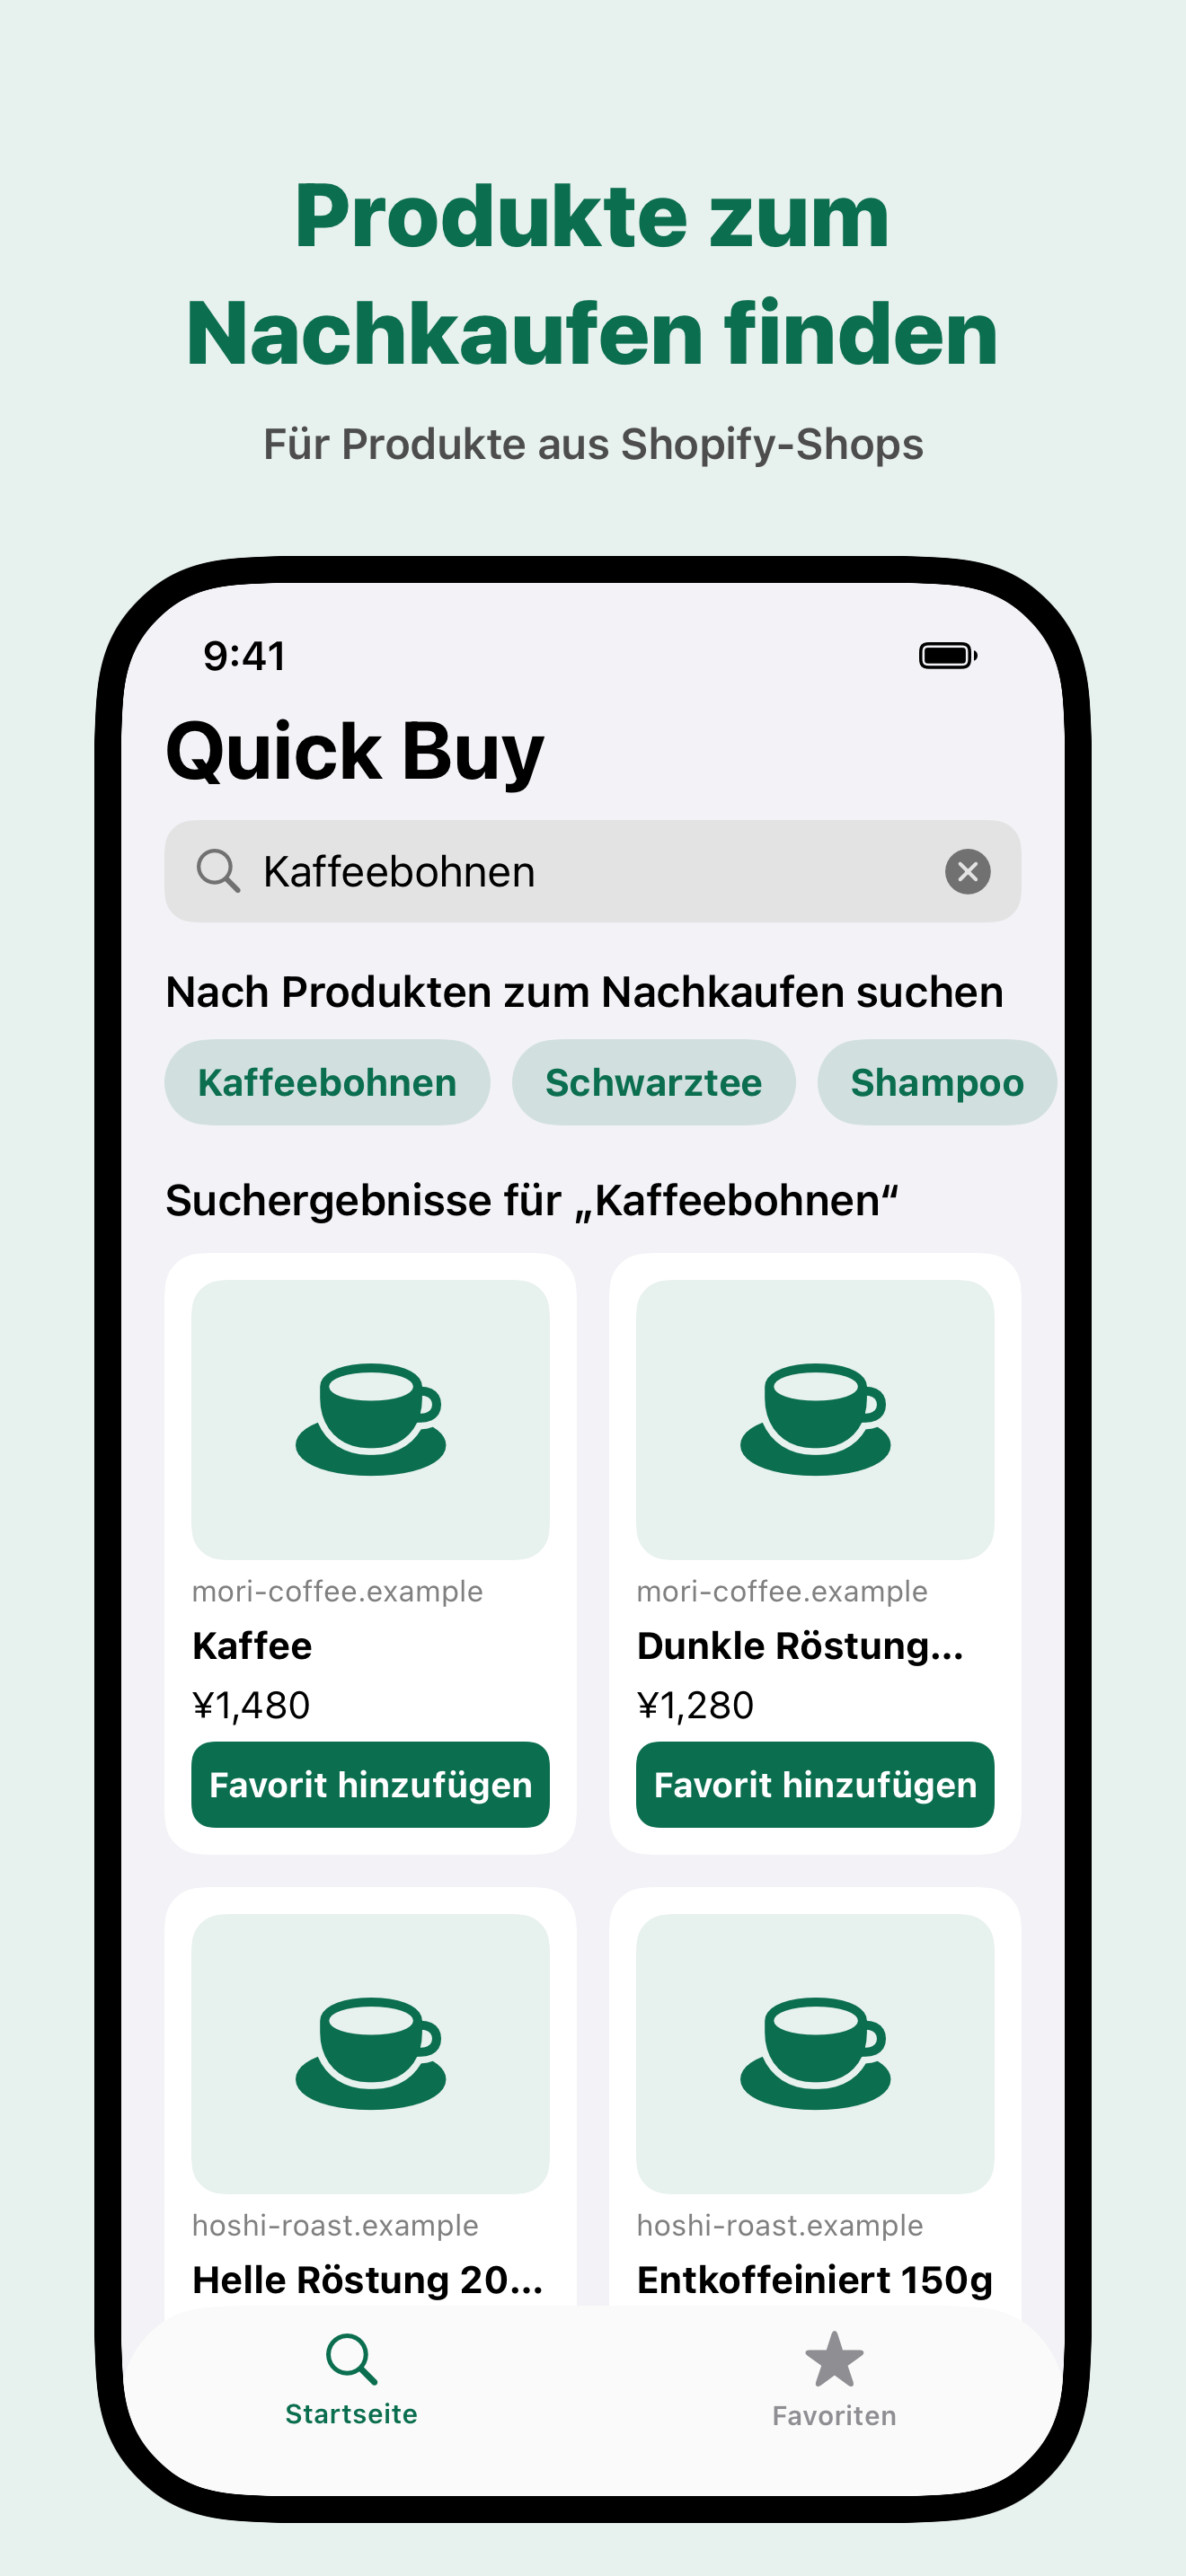 Produkte zum
Nachkaufen finden
Für Produkte aus Shopify-Shops
9:41
Quick Buy
Kaffeebohnen
Nach Produkten zum Nachkaufen suchen
Kaffeebohnen
Schwarztee
Shampoo
Suchergebnisse für „Kaffeebohnen“
mori-coffee.example
Kaffee
¥1,480
Favorit hinzufügen
mori-coffee.example
Dunkle Röstung...
¥1,280
Favorit hinzufügen
hoshi-roast.example
Helle Röstung 20...
hoshi-roast.example
Entkoffeiniert 150g
Startseite
Favoriten